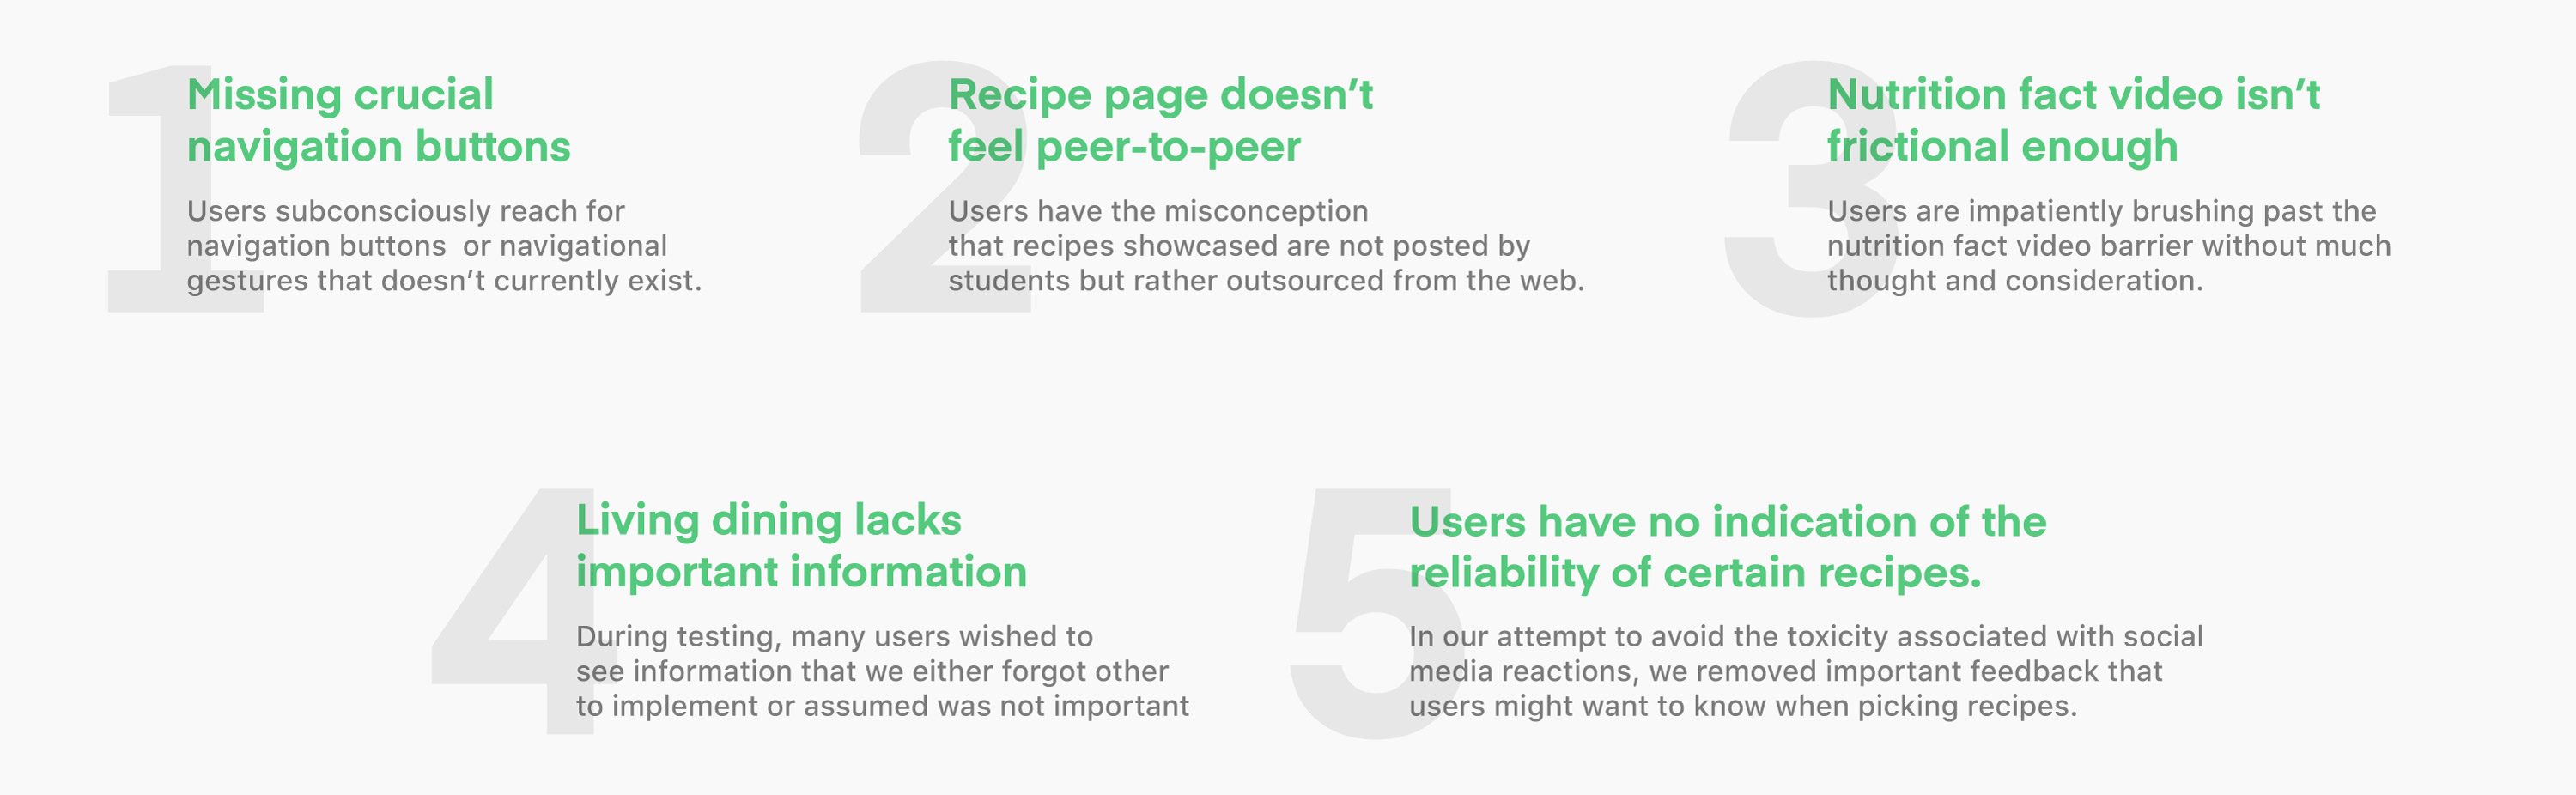 1
Missing crucial
navigation buttons
Users subconsciously reach for
navigation buttons  or navigational
gestures that doesn’t currently exist.
2
Recipe page doesn’t
feel peer-to-peer
Users have the misconception
that recipes showcased are not posted by
students but rather outsourced from the web.
3
Nutrition fact video isn’t
frictional enough
Users are impatiently brushing past the
nutrition fact video barrier without much
thought and consideration.
4
Living dining lacks
important information
During testing, many users wished to
see information that we either forgot other
to implement or assumed was not important
5
Users have no indication of the
reliability of certain recipes.
In our attempt to avoid the toxicity associated with social
media reactions, we removed important feedback that
users might want to know when picking recipes.